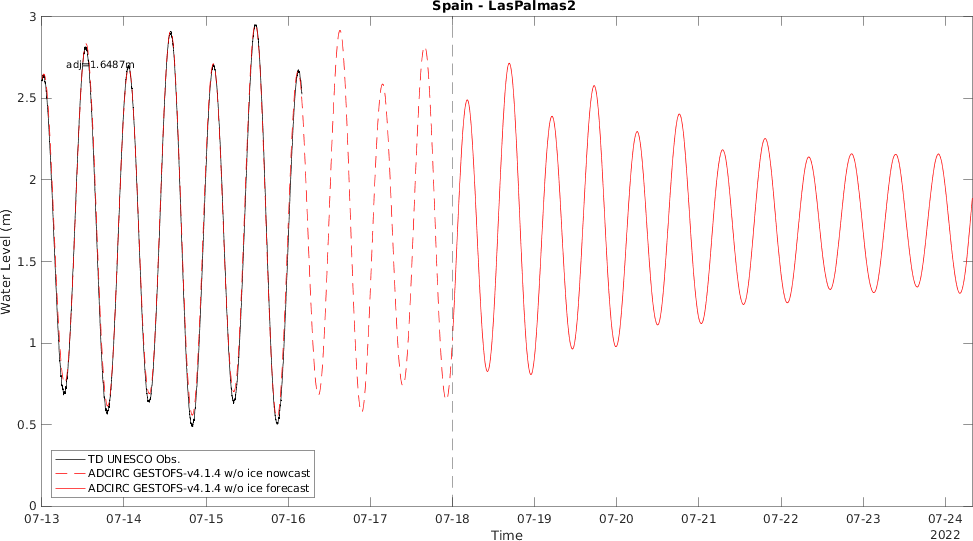 Spain - LasPalmas2
adj=1.6487m
Water Level (m)
3
2.5
2
1.5
1
0.5
0
TD UNESCO Obs.
ADCIRC GESTOFS-v4.1.4 w/o ice nowcast
ADCIRC GESTOFS-v4.1.4 w/o ice forecast
07-13 07-14 07-15 07-16 07-17 07-18 07-19 07-20 07-21 07-22 07-23 07-24
2022
Time